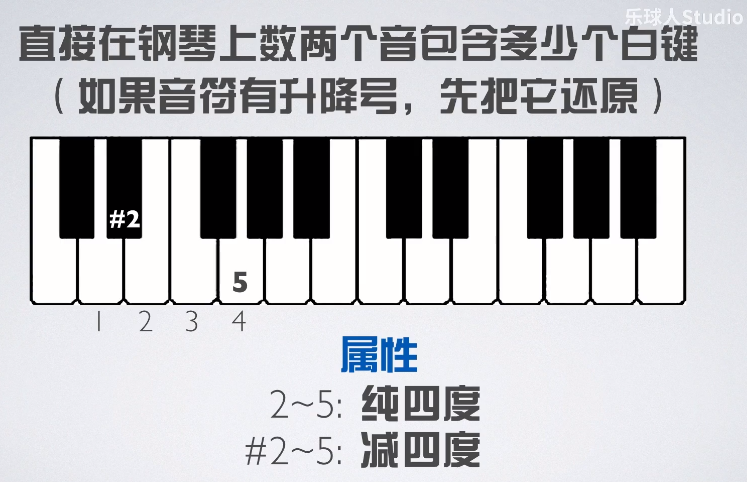 乐球人Studio
直接在钢琴上数两个音包含多少个白键
（如果音符有升降号，先把它还原）
#2
5
1 2 3 4
属性
2~5: 纯四度
#2~5: 减四度